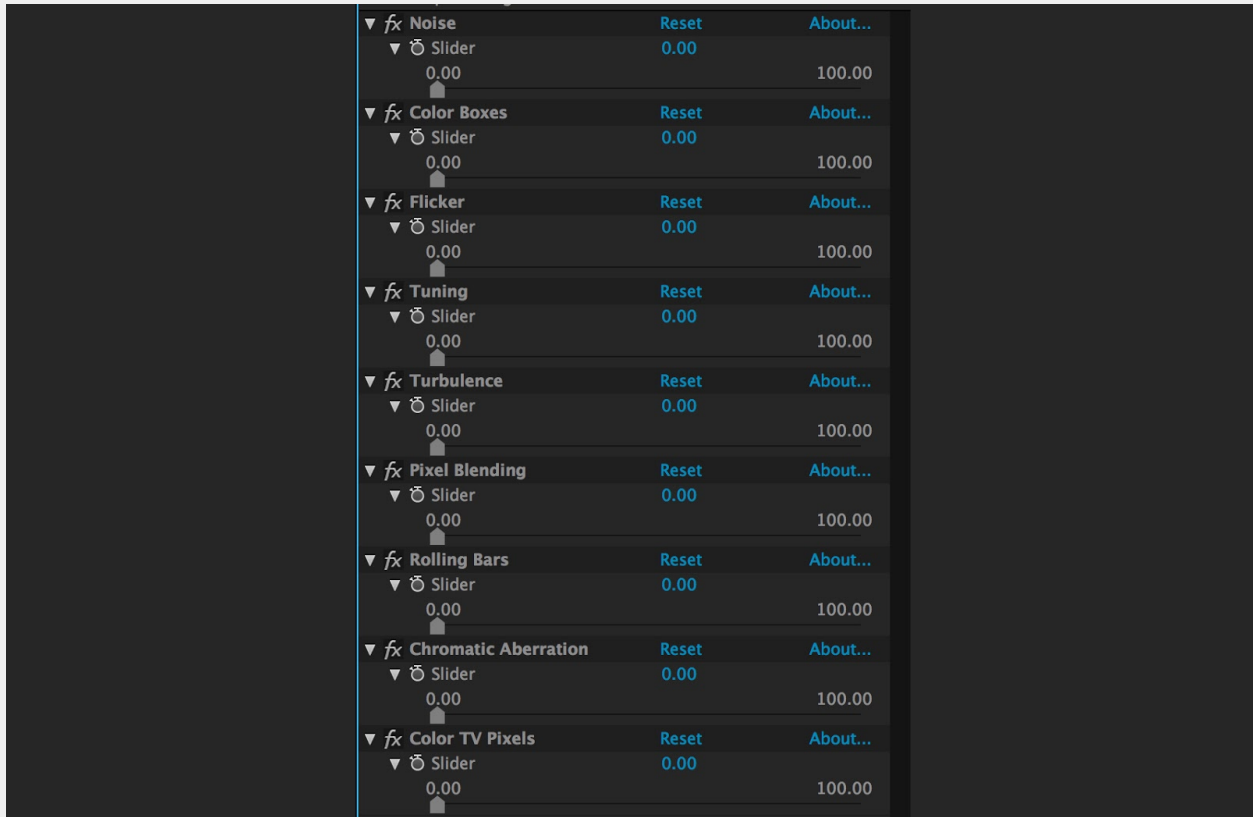 fx Noise Reset About...
Slider 0.00
0.00 100.00
fx Color Boxes Reset About...
Slider 0.00
0.00 100.00
fx Flicker Reset About...
Slider 0.00
0.00 100.00
fx Tuning Reset About...
Slider 0.00
0.00 100.00
fx Turbulence Reset About...
Slider 0.00
0.00 100.00
fx Pixel Blending Reset About...
Slider 0.00
0.00 100.00
fx Rolling Bars Reset About...
Slider 0.00
0.00 100.00
fx Chromatic Aberration Reset About...
Slider 0.00
0.00 100.00
fx Color TV Pixels Reset About...
Slider 0.00
0.00 100.00